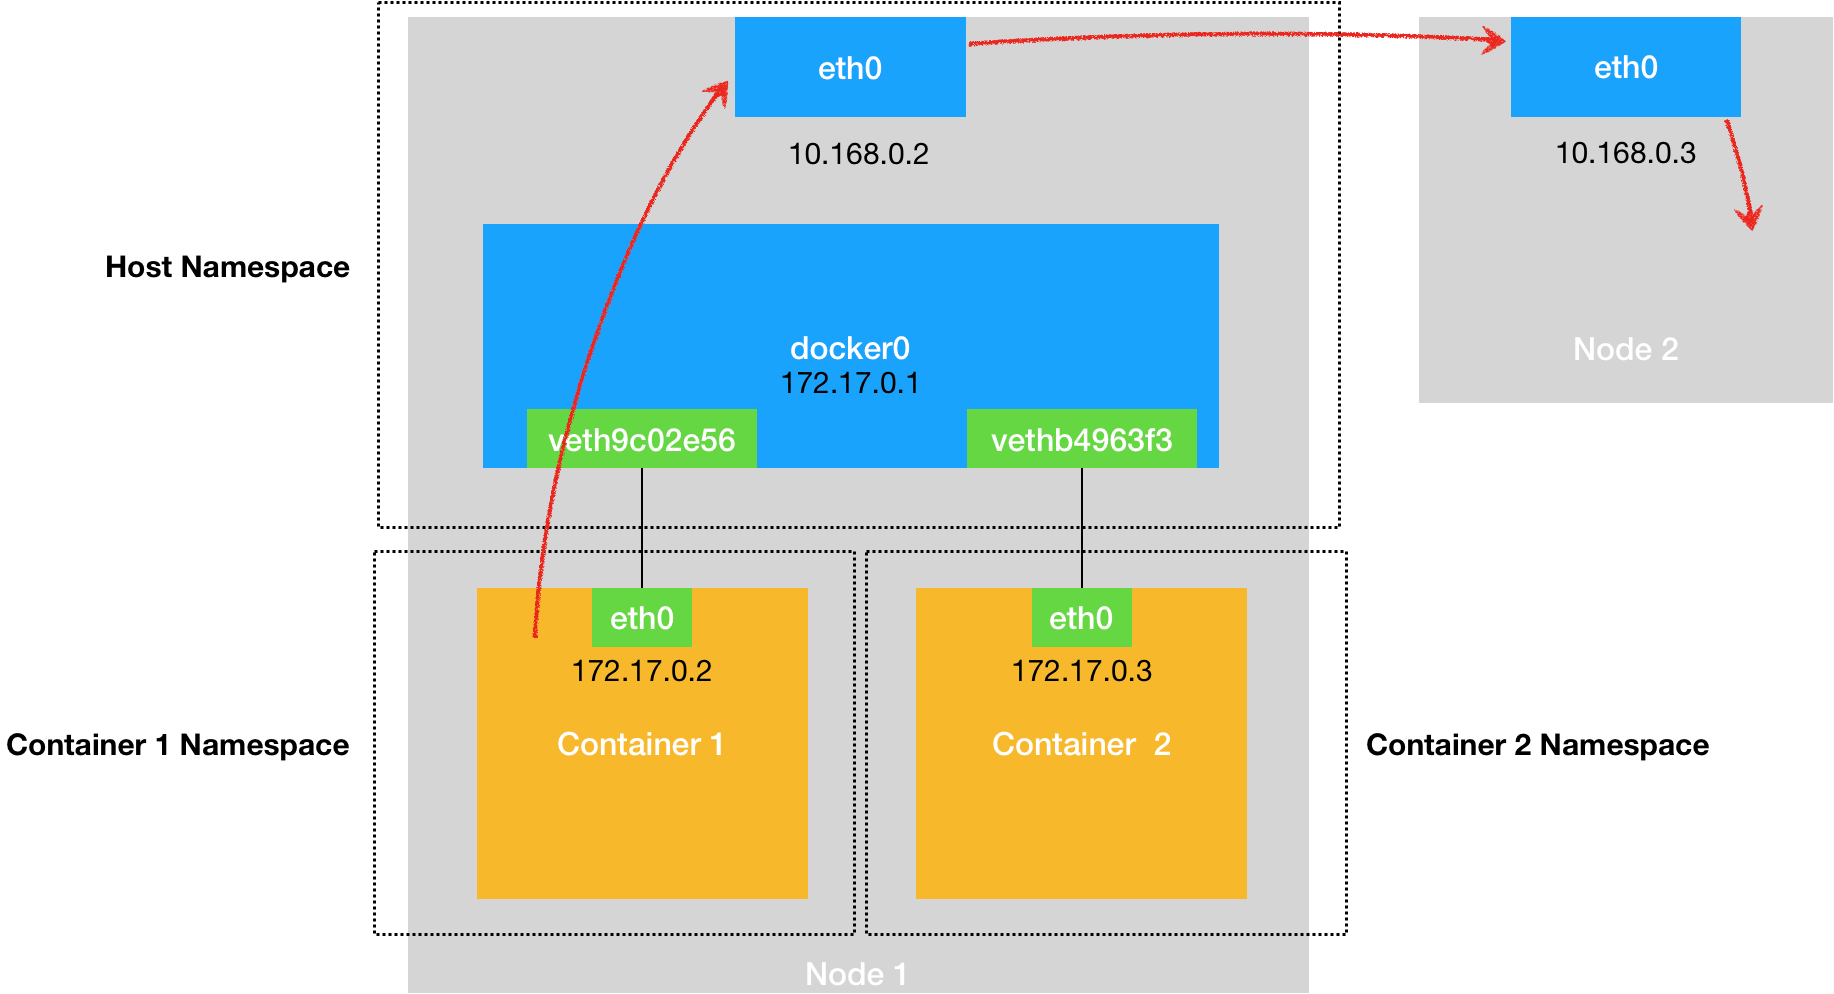 eth0
10.168.0.2
eth0
10.168.0.3
Host Namespace
docker0
172.17.0.1
veth9c02e56
vethb4963f3
Node 2
eth0
172.17.0.2
Container 1
eth0
172.17.0.3
Container 2
Container 1 Namespace
Container 2 Namespace
Node 1